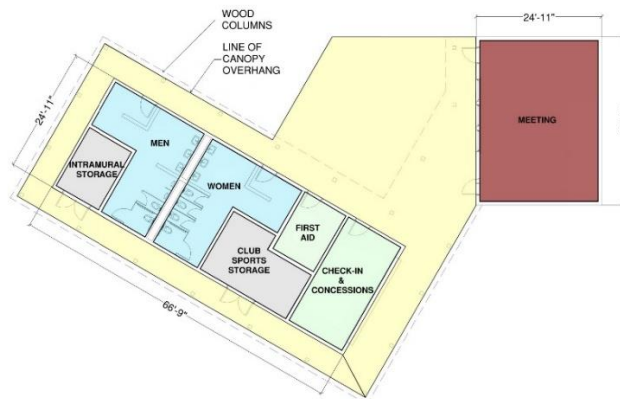 WOOD
COLUMNS
LINE OF
CANOPY
OVERHANG
24'-11"
24'-11"
MEETING
MEN
INTRAMURAL
STORAGE
WOMEN
FIRST
AID
CLUB
SPORTS
STORAGE
CHECK-IN
&
CONCESSIONS
66'-9"